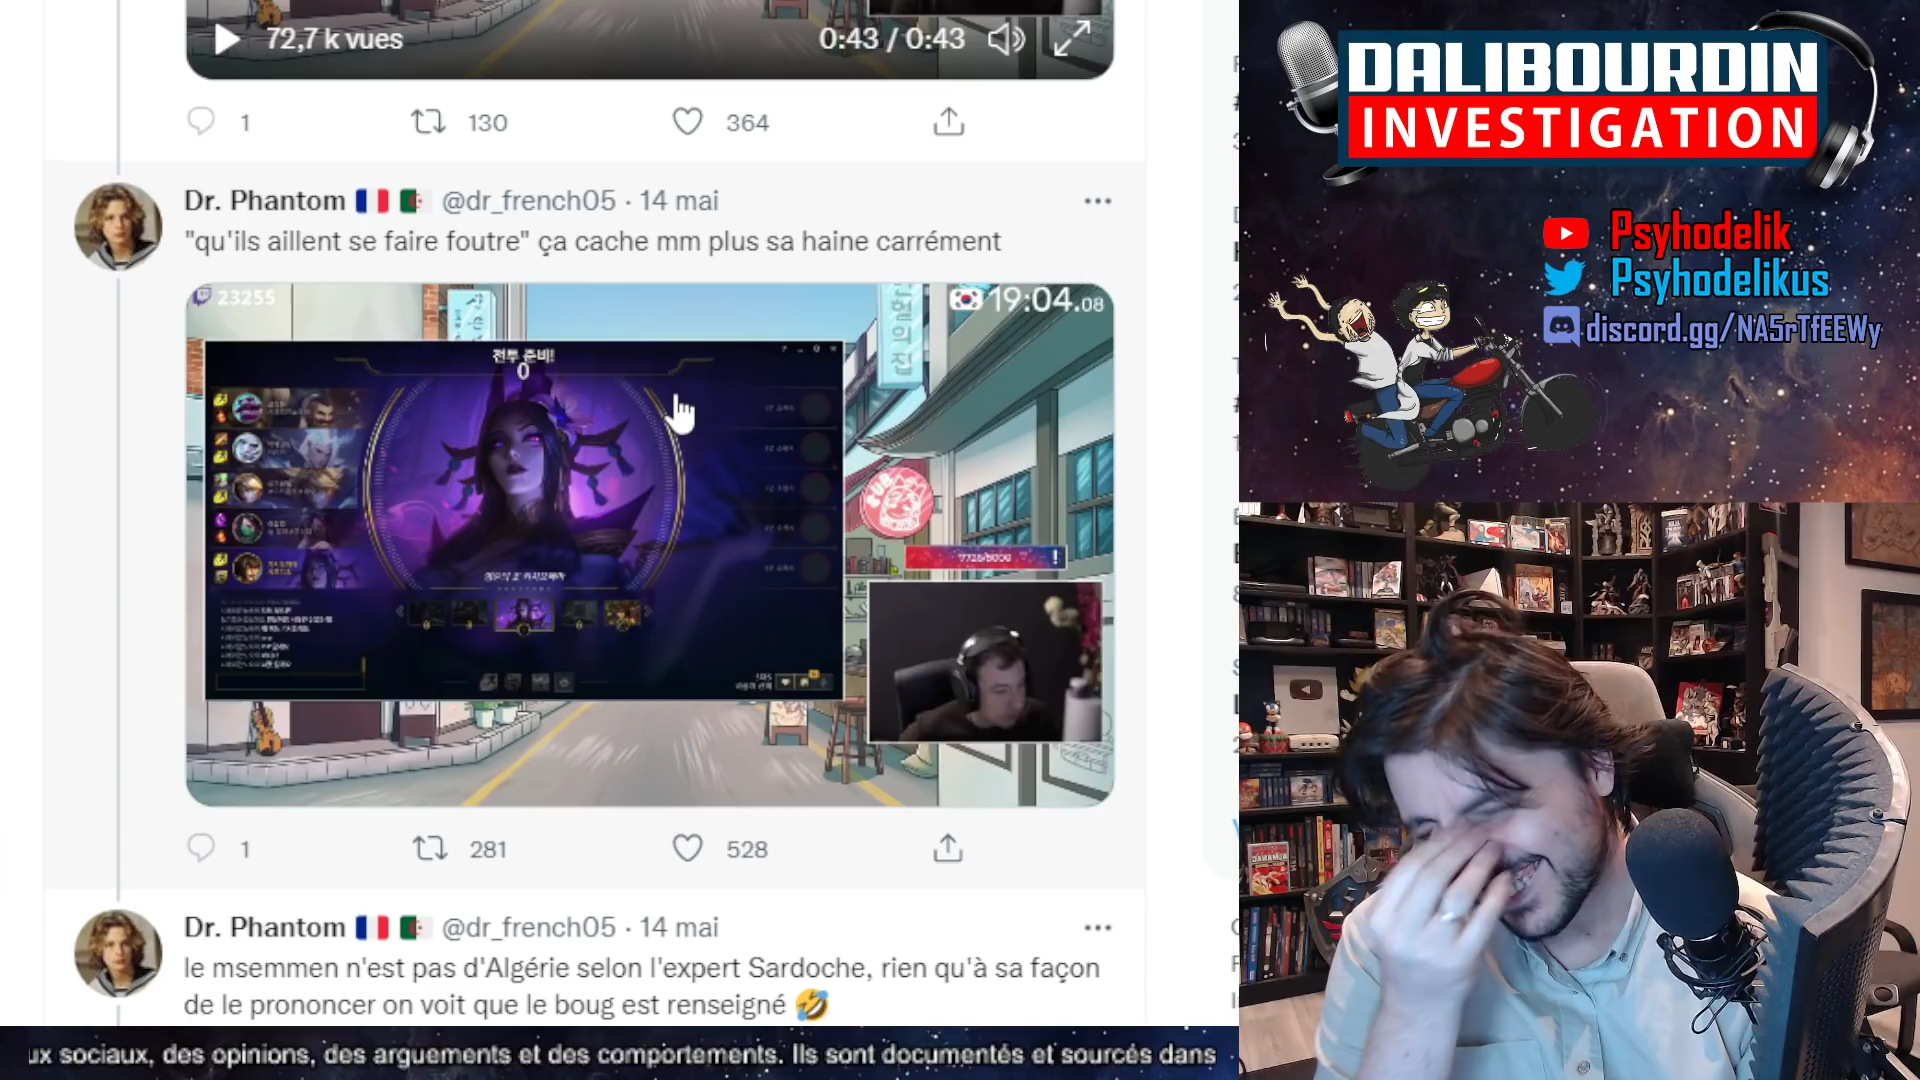 72,7 k vues
0:43 / 0:43
1
130
364
Dr. Phantom @dr_french05 · 14 mai
"qu'ils aillent se faire foutre" ça cache mm plus sa haine carrément
23255
19:04.08
전투 준비!
0
SUB
7728/8000
!
1
281
528
Dr. Phantom @dr_french05 · 14 mai
le msemmen n'est pas d'Algérie selon l'expert Sardoche, rien qu'à sa façon
de le prononcer on voit que le boug est renseigné 🤣
ux sociaux, des opinions, des arguements et des comportements. Ils sont documentés et sourcés dans
DALIBOURDIN
INVESTIGATION
Psyhodelik
Psyhodelikus
discord.gg/NA5rTfEEWy